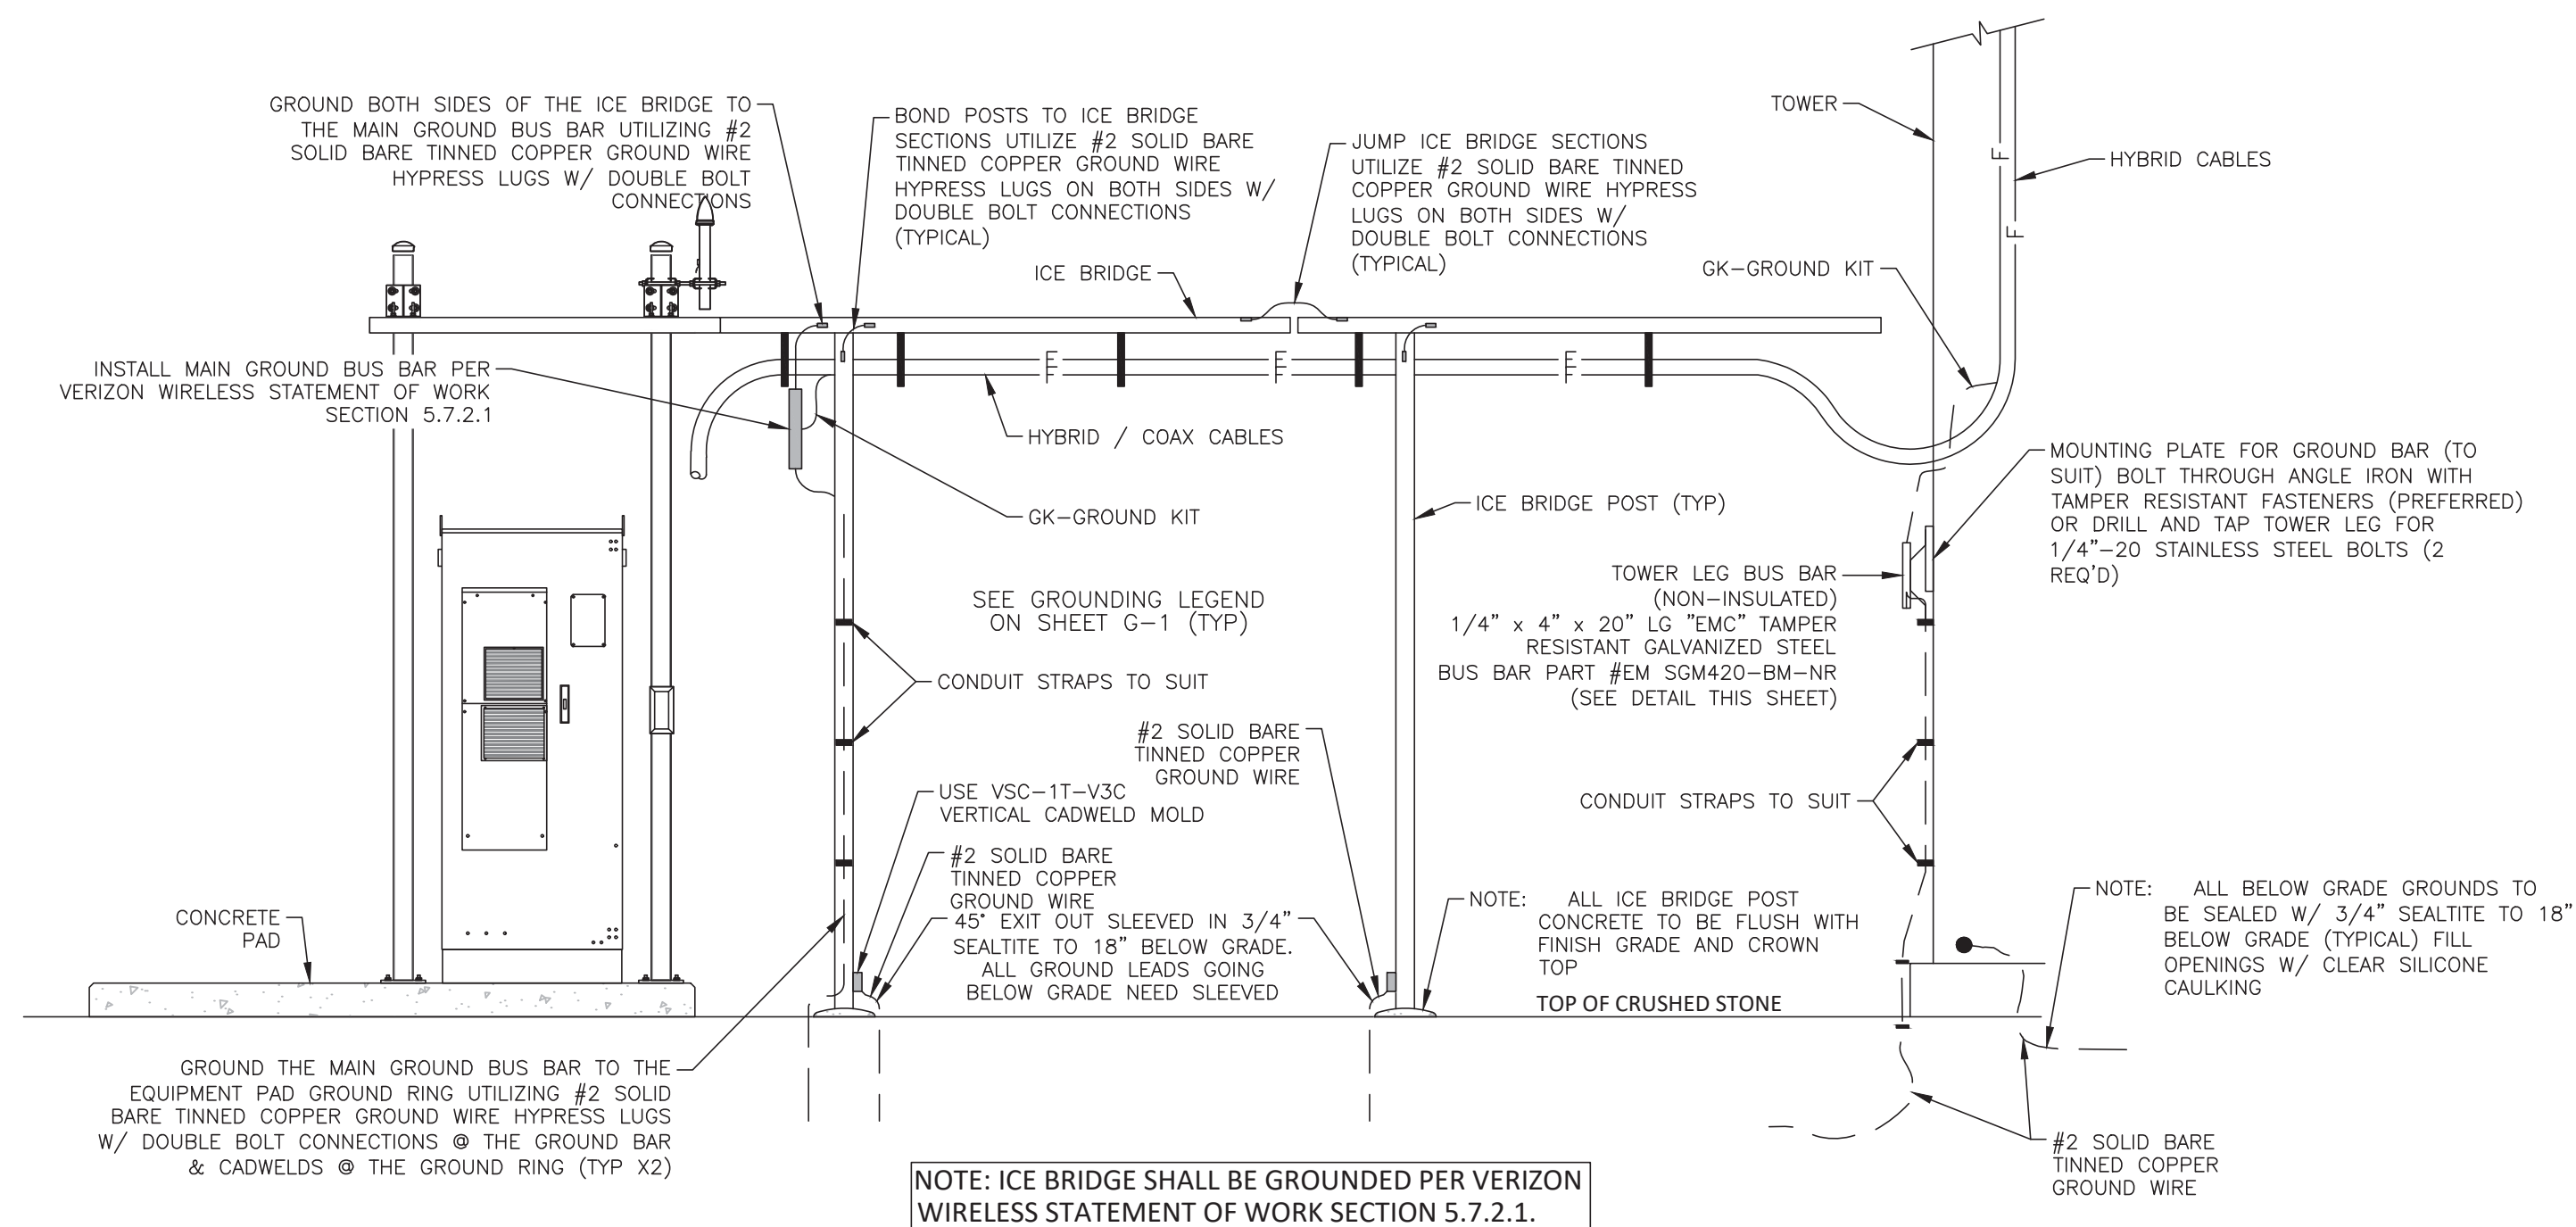 GROUND BOTH SIDES OF THE ICE BRIDGE TO
THE MAIN GROUND BUS BAR UTILIZING #2
SOLID BARE TINNED COPPER GROUND WIRE
HYPRESS LUGS W/ DOUBLE BOLT
CONNECTIONS
BOND POSTS TO ICE BRIDGE
SECTIONS UTILIZE #2 SOLID BARE
TINNED COPPER GROUND WIRE
HYPRESS LUGS ON BOTH SIDES W/
DOUBLE BOLT CONNECTIONS
(TYPICAL)
JUMP ICE BRIDGE SECTIONS
UTILIZE #2 SOLID BARE TINNED
COPPER GROUND WIRE HYPRESS
LUGS ON BOTH SIDES W/
DOUBLE BOLT CONNECTIONS
(TYPICAL)
TOWER
F
HYBRID CABLES
F
ICE BRIDGE
GK-GROUND KIT
INSTALL MAIN GROUND BUS BAR PER
VERIZON WIRELESS STATEMENT OF WORK
SECTION 5.7.2.1
F
F
F
HYBRID / COAX CABLES
GK-GROUND KIT
ICE BRIDGE POST (TYP)
MOUNTING PLATE FOR GROUND BAR (TO
SUIT) BOLT THROUGH ANGLE IRON WITH
TAMPER RESISTANT FASTENERS (PREFERRED)
OR DRILL AND TAP TOWER LEG FOR
1/4"-20 STAINLESS STEEL BOLTS (2
REQ'D)
SEE GROUNDING LEGEND
ON SHEET G-1 (TYP)
TOWER LEG BUS BAR
(NON-INSULATED)
1/4" x 4" x 20" LG "EMC" TAMPER
RESISTANT GALVANIZED STEEL
BUS BAR PART #EM SGM420-BM-NR
(SEE DETAIL THIS SHEET)
CONDUIT STRAPS TO SUIT
#2 SOLID BARE
TINNED COPPER
GROUND WIRE
USE VSC-1T-V3C
VERTICAL CADWELD MOLD
CONDUIT STRAPS TO SUIT
#2 SOLID BARE
TINNED COPPER
GROUND WIRE
45° EXIT OUT SLEEVED IN 3/4"
SEALTITE TO 18" BELOW GRADE.
ALL GROUND LEADS GOING
BELOW GRADE NEED SLEEVED
NOTE: ALL ICE BRIDGE POST
CONCRETE TO BE FLUSH WITH
FINISH GRADE AND CROWN
TOP
TOP OF CRUSHED STONE
NOTE: ALL BELOW GRADE GROUNDS TO
BE SEALED W/ 3/4" SEALTITE TO 18"
BELOW GRADE (TYPICAL) FILL
OPENINGS W/ CLEAR SILICONE
CAULKING
CONCRETE
PAD
GROUND THE MAIN GROUND BUS BAR TO THE
EQUIPMENT PAD GROUND RING UTILIZING #2 SOLID
BARE TINNED COPPER GROUND WIRE HYPRESS LUGS
W/ DOUBLE BOLT CONNECTIONS @ THE GROUND BAR
& CADWELDS @ THE GROUND RING (TYP X2)
#2 SOLID BARE
TINNED COPPER
GROUND WIRE
NOTE: ICE BRIDGE SHALL BE GROUNDED PER VERIZON
WIRELESS STATEMENT OF WORK SECTION 5.7.2.1.